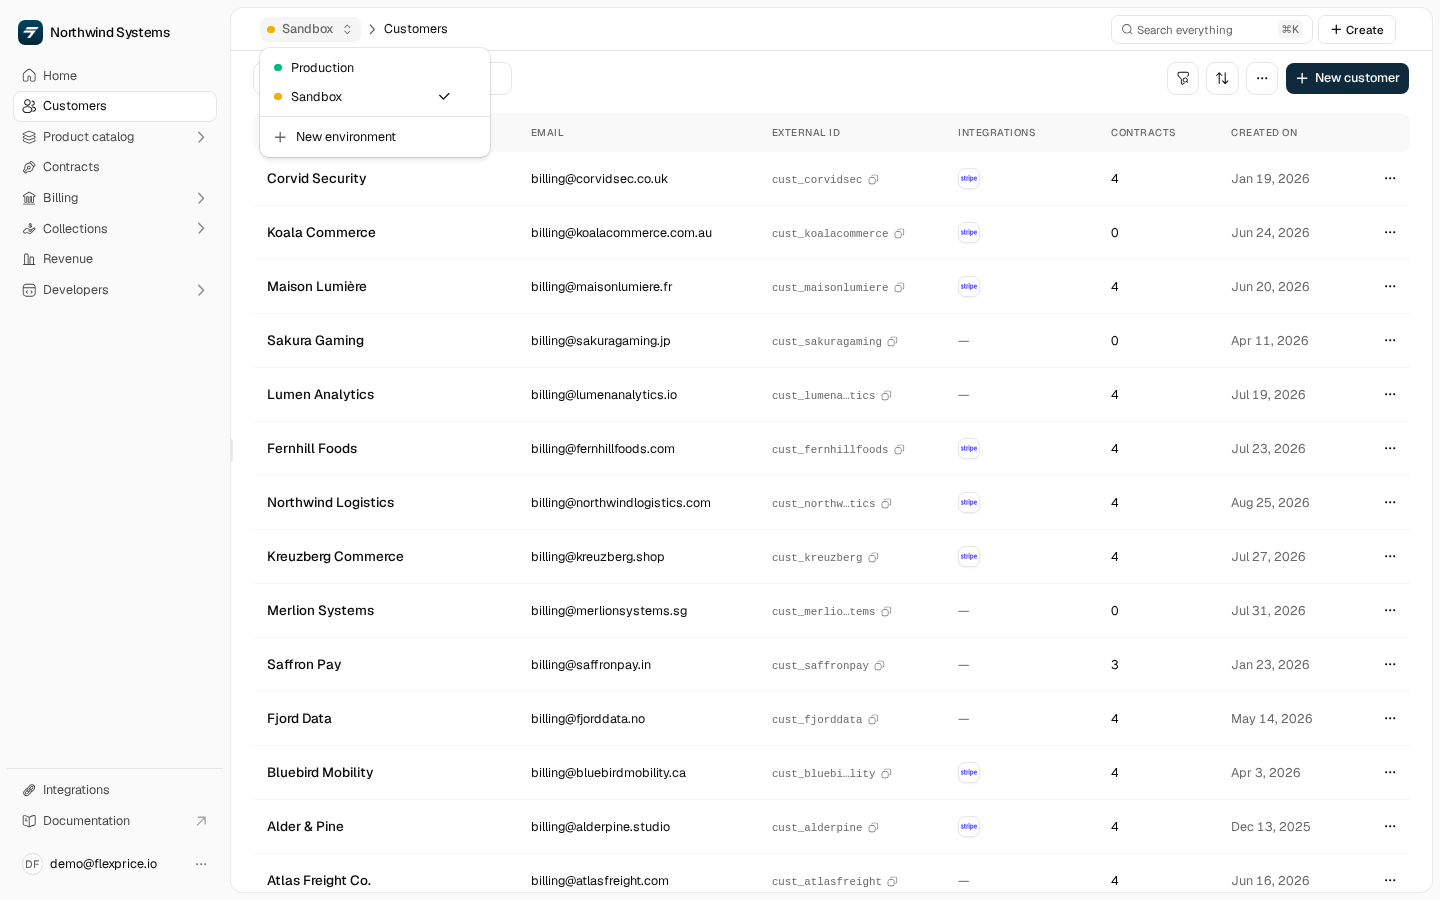 Northwind Systems
Home
Customers
Product catalog
Contracts
Billing
Collections
Revenue
Developers
Integrations
Documentation
DF demo@flexprice.io
Sandbox Customers
Search everything ⌘K
Create
Production
Sandbox
New environment
New customer
EMAIL EXTERNAL ID INTEGRATIONS CONTRACTS CREATED ON
Corvid Security billing@corvidsec.co.uk cust_corvidsec stripe 4 Jan 19, 2026
Koala Commerce billing@koalacommerce.com.au cust_koalacommerce stripe 0 Jun 24, 2026
Maison Lumière billing@maisonlumiere.fr cust_maisonlumiere stripe 4 Jun 20, 2026
Sakura Gaming billing@sakuragaming.jp cust_sakuragaming — 0 Apr 11, 2026
Lumen Analytics billing@lumenanalytics.io cust_lumena…tics — 4 Jul 19, 2026
Fernhill Foods billing@fernhillfoods.com cust_fernhillfoods stripe 4 Jul 23, 2026
Northwind Logistics billing@northwindlogistics.com cust_northw…tics stripe 4 Aug 25, 2026
Kreuzberg Commerce billing@kreuzberg.shop cust_kreuzberg stripe 4 Jul 27, 2026
Merlion Systems billing@merlionsystems.sg cust_merlio…tems — 0 Jul 31, 2026
Saffron Pay billing@saffronpay.in cust_saffronpay — 3 Jan 23, 2026
Fjord Data billing@fjorddata.no cust_fjorddata — 4 May 14, 2026
Bluebird Mobility billing@bluebirdmobility.ca cust_bluebi…lity stripe 4 Apr 3, 2026
Alder & Pine billing@alderpine.studio cust_alderpine stripe 4 Dec 13, 2025
Atlas Freight Co. billing@atlasfreight.com cust_atlasfreight — 4 Jun 16, 2026